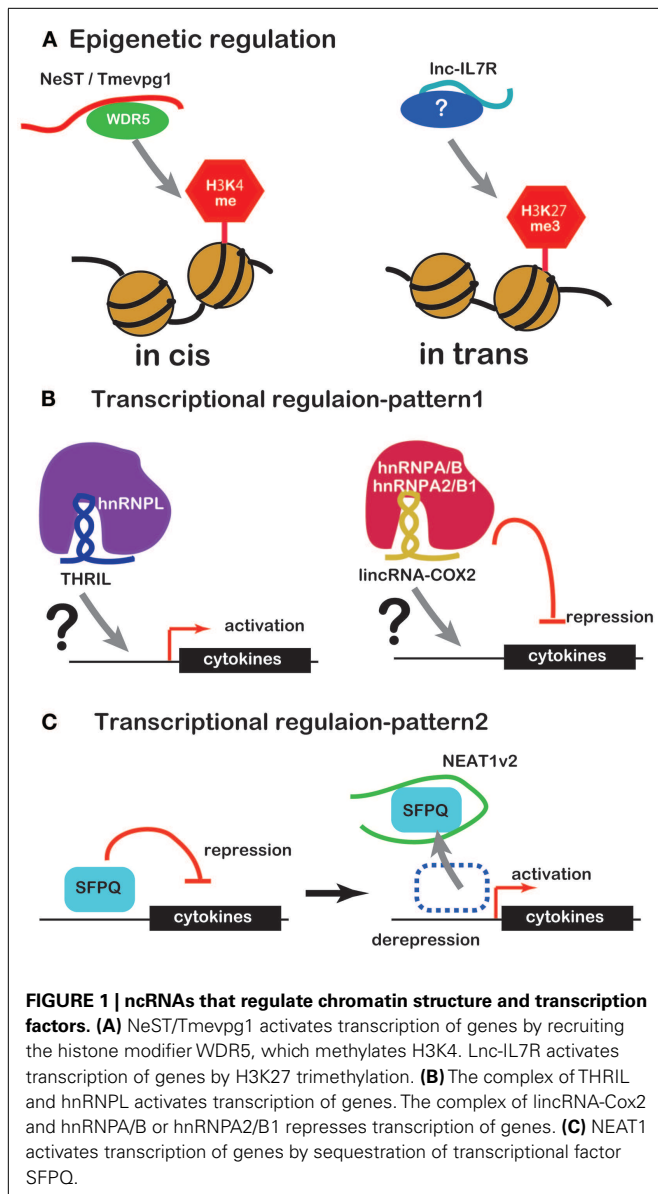 A Epigenetic regulation
NeST / Tmevpg1
WDR5
H3K4
me
in cis
lnc-IL7R
?
H3K27
me3
in trans
B Transcriptional regulaion-pattern1
hnRNPL
THRIL
?
activation
cytokines
hnRNPA/B
hnRNPA2/B1
lincRNA-COX2
?
repression
cytokines
C Transcriptional regulaion-pattern2
SFPQ
repression
cytokines
NEAT1v2
SFPQ
activation
derepression
cytokines
FIGURE 1 | ncRNAs that regulate chromatin structure and transcription
factors. (A) NeST/Tmevpg1 activates transcription of genes by recruiting
the histone modifier WDR5, which methylates H3K4. Lnc-IL7R activates
transcription of genes by H3K27 trimethylation. (B) The complex of THRIL
and hnRNPL activates transcription of genes. The complex of lincRNA-Cox2
and hnRNPA/B or hnRNPA2/B1 represses transcription of genes. (C) NEAT1
activates transcription of genes by sequestration of transcriptional factor
SFPQ.